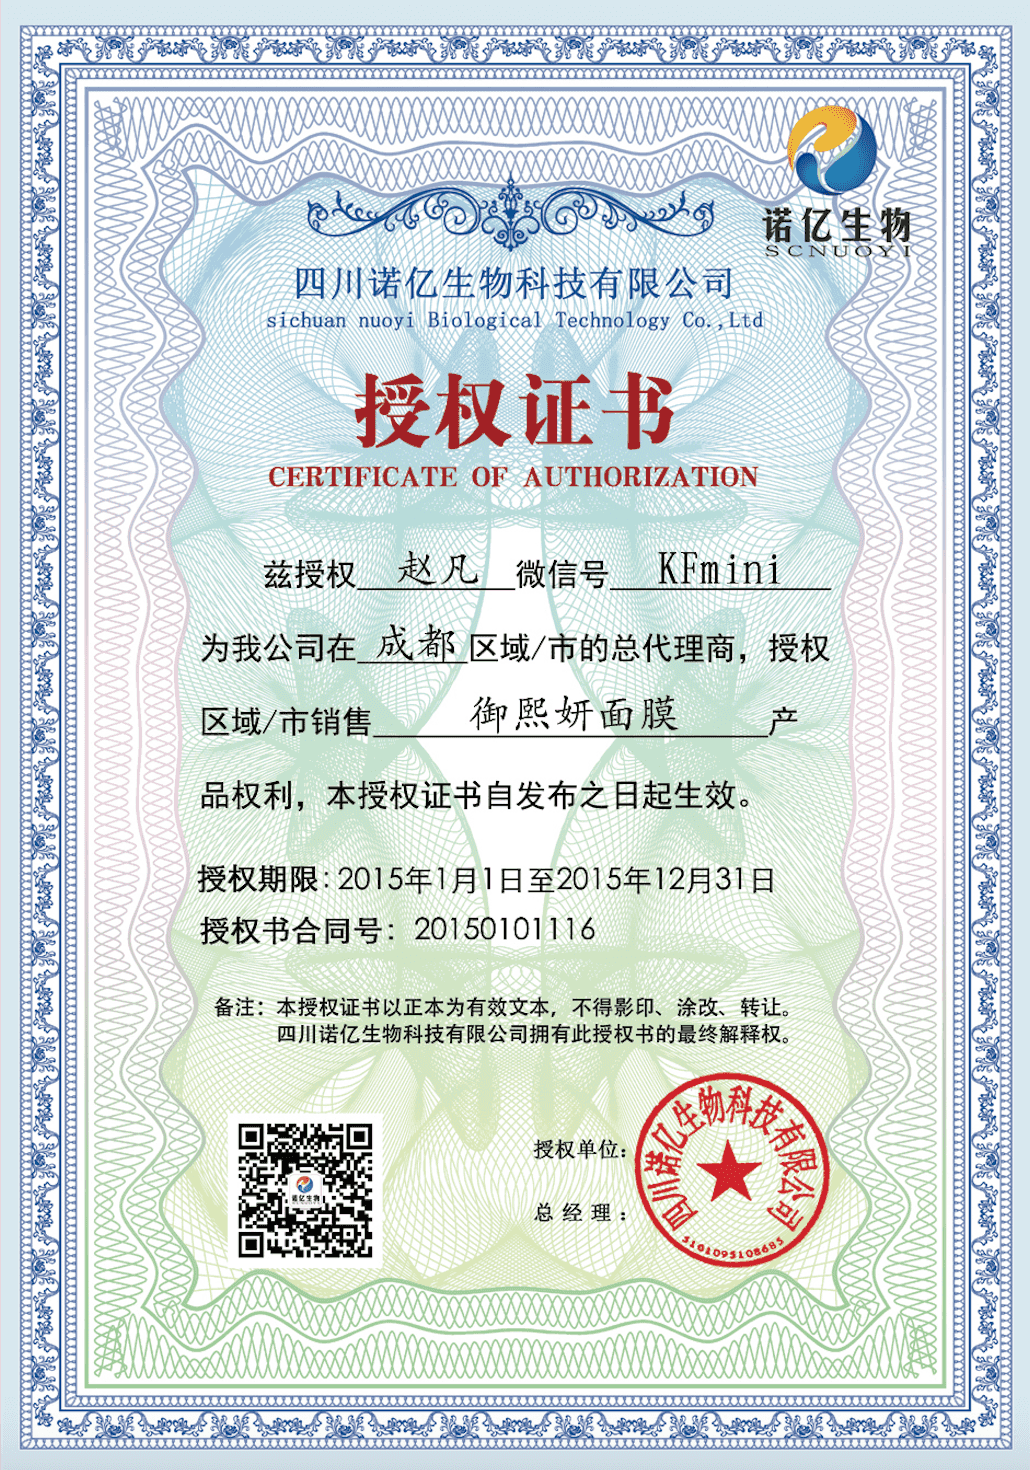 诺亿生物
SCNUOYI
四川诺亿生物科技有限公司
sichuan nuoyi Biological Technology Co.,Ltd
授权证书
CERTIFICATE OF AUTHORIZATION
兹授权 赵凡 微信号 KFmini
为我公司在 成都 区域/市的总代理商，授权
区域/市销售 御熙妍面膜 产
品权利，本授权证书自发布之日起生效。
授权期限：2015年1月1日至2015年12月31日
授权书合同号：20150101116
备注：本授权证书以正本为有效文本，不得影印、涂改、转让。
四川诺亿生物科技有限公司拥有此授权书的最终解释权。
诺亿生物
授权单位：
总经理：
四川诺亿生物科技有限公司
5101095108685